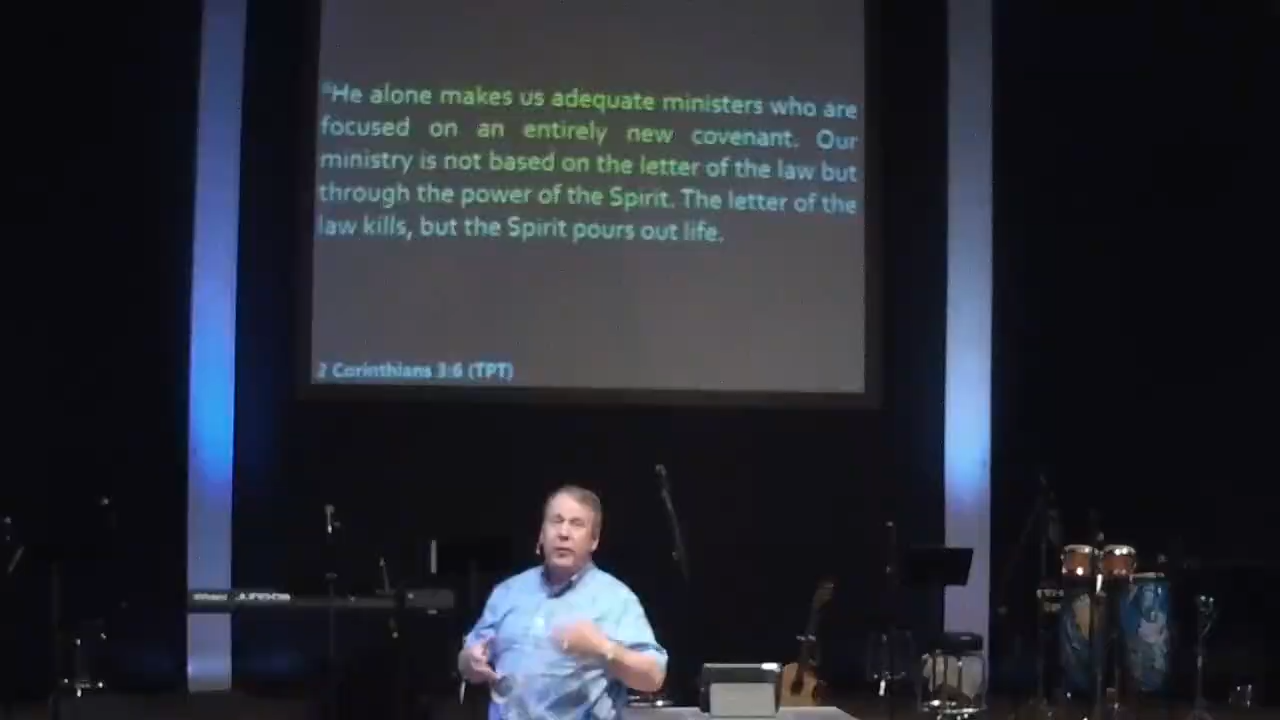 ⁶He alone makes us adequate ministers who are
focused on an entirely new covenant. Our
ministry is not based on the letter of the law but
through the power of the Spirit. The letter of the
law kills, but the Spirit pours out life.
2 Corinthians 3:6 (TPT)